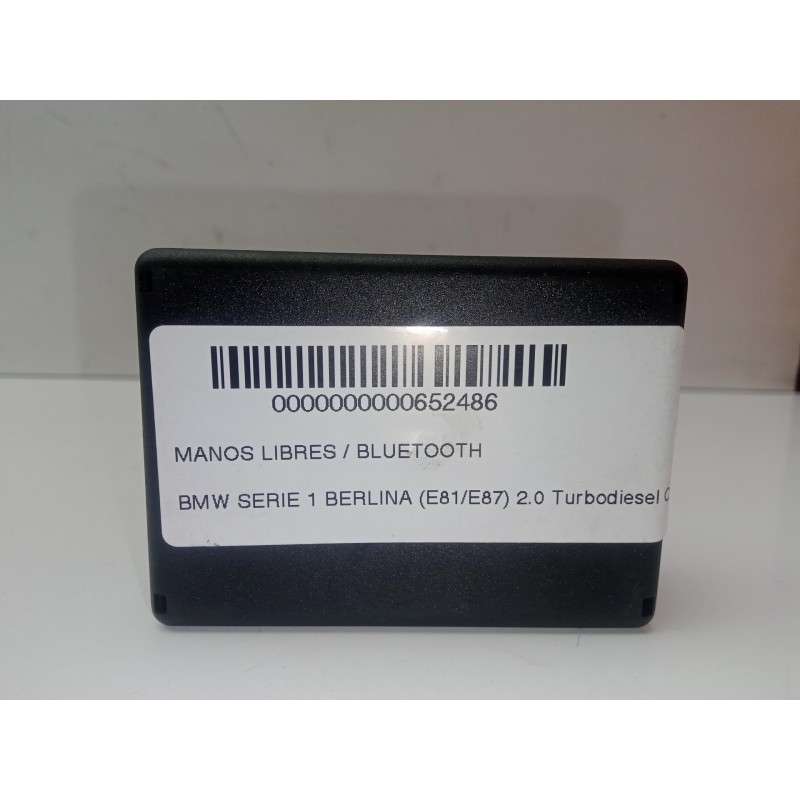 0000000000652486
MANOS LIBRES / BLUETOOTH
BMW SERIE 1 BERLINA (E81/E87) 2.0 Turbodiesel